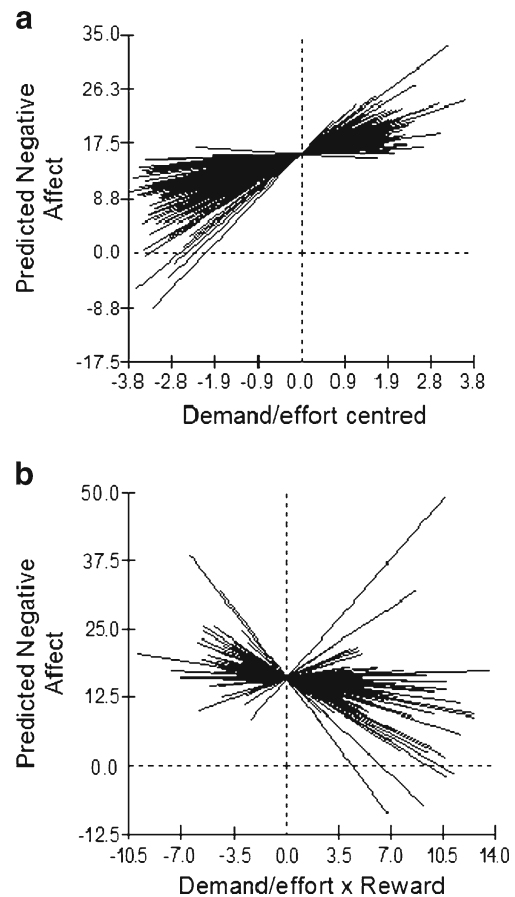 a
35.0
26.3
17.5
8.8
0.0
-8.8
-17.5
Predicted Negative
Affect
-3.8 -2.8 -1.9 -0.9 0.0 0.9 1.9 2.8 3.8
Demand/effort centred
b
50.0
37.5
25.0
12.5
0.0
-12.5
Predicted Negative
Affect
-10.5 -7.0 -3.5 0.0 3.5 7.0 10.5 14.0
Demand/effort x Reward